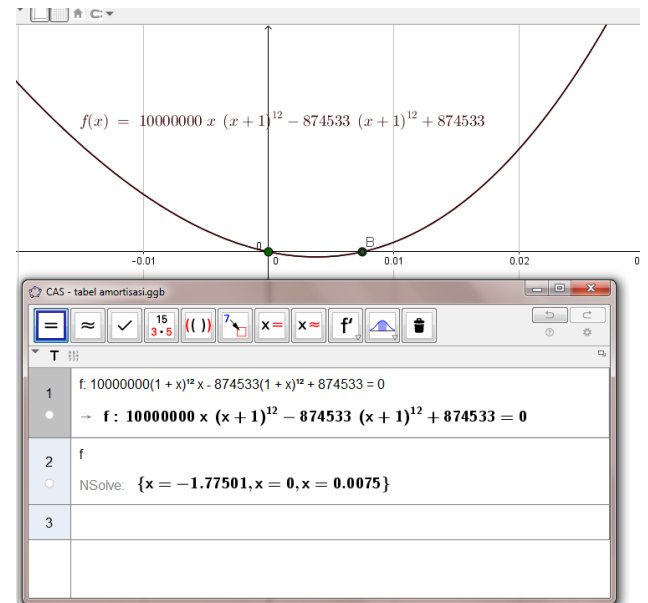 f(x) = 10000000 x (x + 1)¹² − 874533 (x + 1)¹² + 874533
B
0
-0.01 0 0.01 0.02 0
CAS - tabel amortisasi.ggb
= ≈ ✓ 15 3•5 (( )) 7 x= x≈ f′
T
1
f: 10000000(1 + x)¹² x - 874533(1 + x)¹² + 874533 = 0
→ f : 10000000 x (x + 1)¹² − 874533 (x + 1)¹² + 874533 = 0
2
f
NSolve: {x = −1.77501, x = 0, x = 0.0075}
3